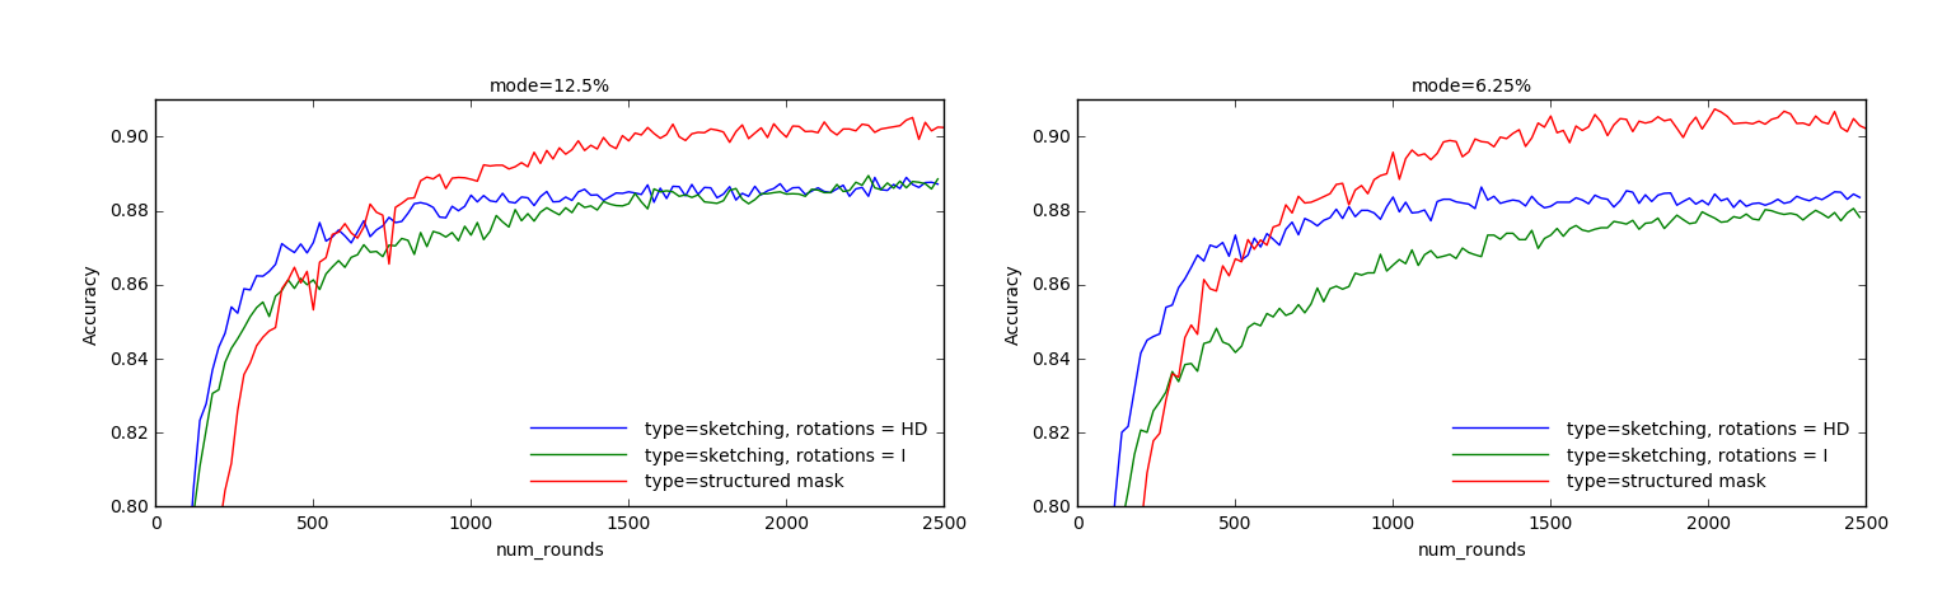 mode=12.5%
Accuracy
0.90
0.88
0.86
0.84
0.82
0.80
type=sketching, rotations = HD
type=sketching, rotations = I
type=structured mask
0 500 1000 1500 2000 2500
num_rounds
mode=6.25%
Accuracy
0.90
0.88
0.86
0.84
0.82
0.80
type=sketching, rotations = HD
type=sketching, rotations = I
type=structured mask
0 500 1000 1500 2000 2500
num_rounds